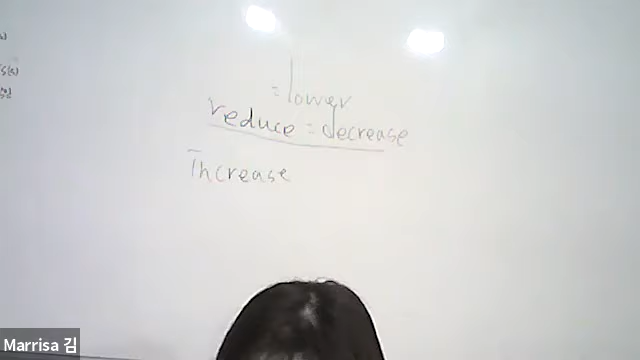 = lower
reduce = decrease
Increase
Marrisa 김